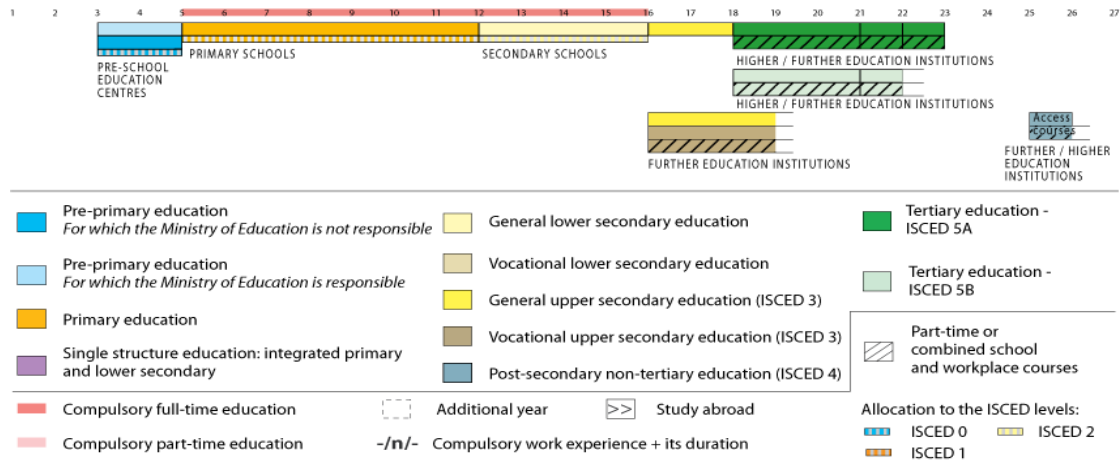 1 2 3 4 5 6 7 8 9 10 11 12 13 14 15 16 17 18 19 20 21 22 23 24 25 26 27
PRE-SCHOOL
EDUCATION
CENTRES
PRIMARY SCHOOLS
SECONDARY SCHOOLS
HIGHER / FURTHER EDUCATION INSTITUTIONS
HIGHER / FURTHER EDUCATION INSTITUTIONS
FURTHER EDUCATION INSTITUTIONS
Access
courses
FURTHER / HIGHER
EDUCATION
INSTITUTIONS
Pre-primary education
For which the Ministry of Education is not responsible
Pre-primary education
For which the Ministry of Education is responsible
Primary education
Single structure education: integrated primary
and lower secondary
General lower secondary education
Vocational lower secondary education
General upper secondary education (ISCED 3)
Vocational upper secondary education (ISCED 3)
Post-secondary non-tertiary education (ISCED 4)
Tertiary education -
ISCED 5A
Tertiary education -
ISCED 5B
Part-time or
combined school
and workplace courses
Compulsory full-time education
Compulsory part-time education
Additional year
-/n/- Compulsory work experience + its duration
>> Study abroad
Allocation to the ISCED levels:
ISCED 0
ISCED 2
ISCED 1